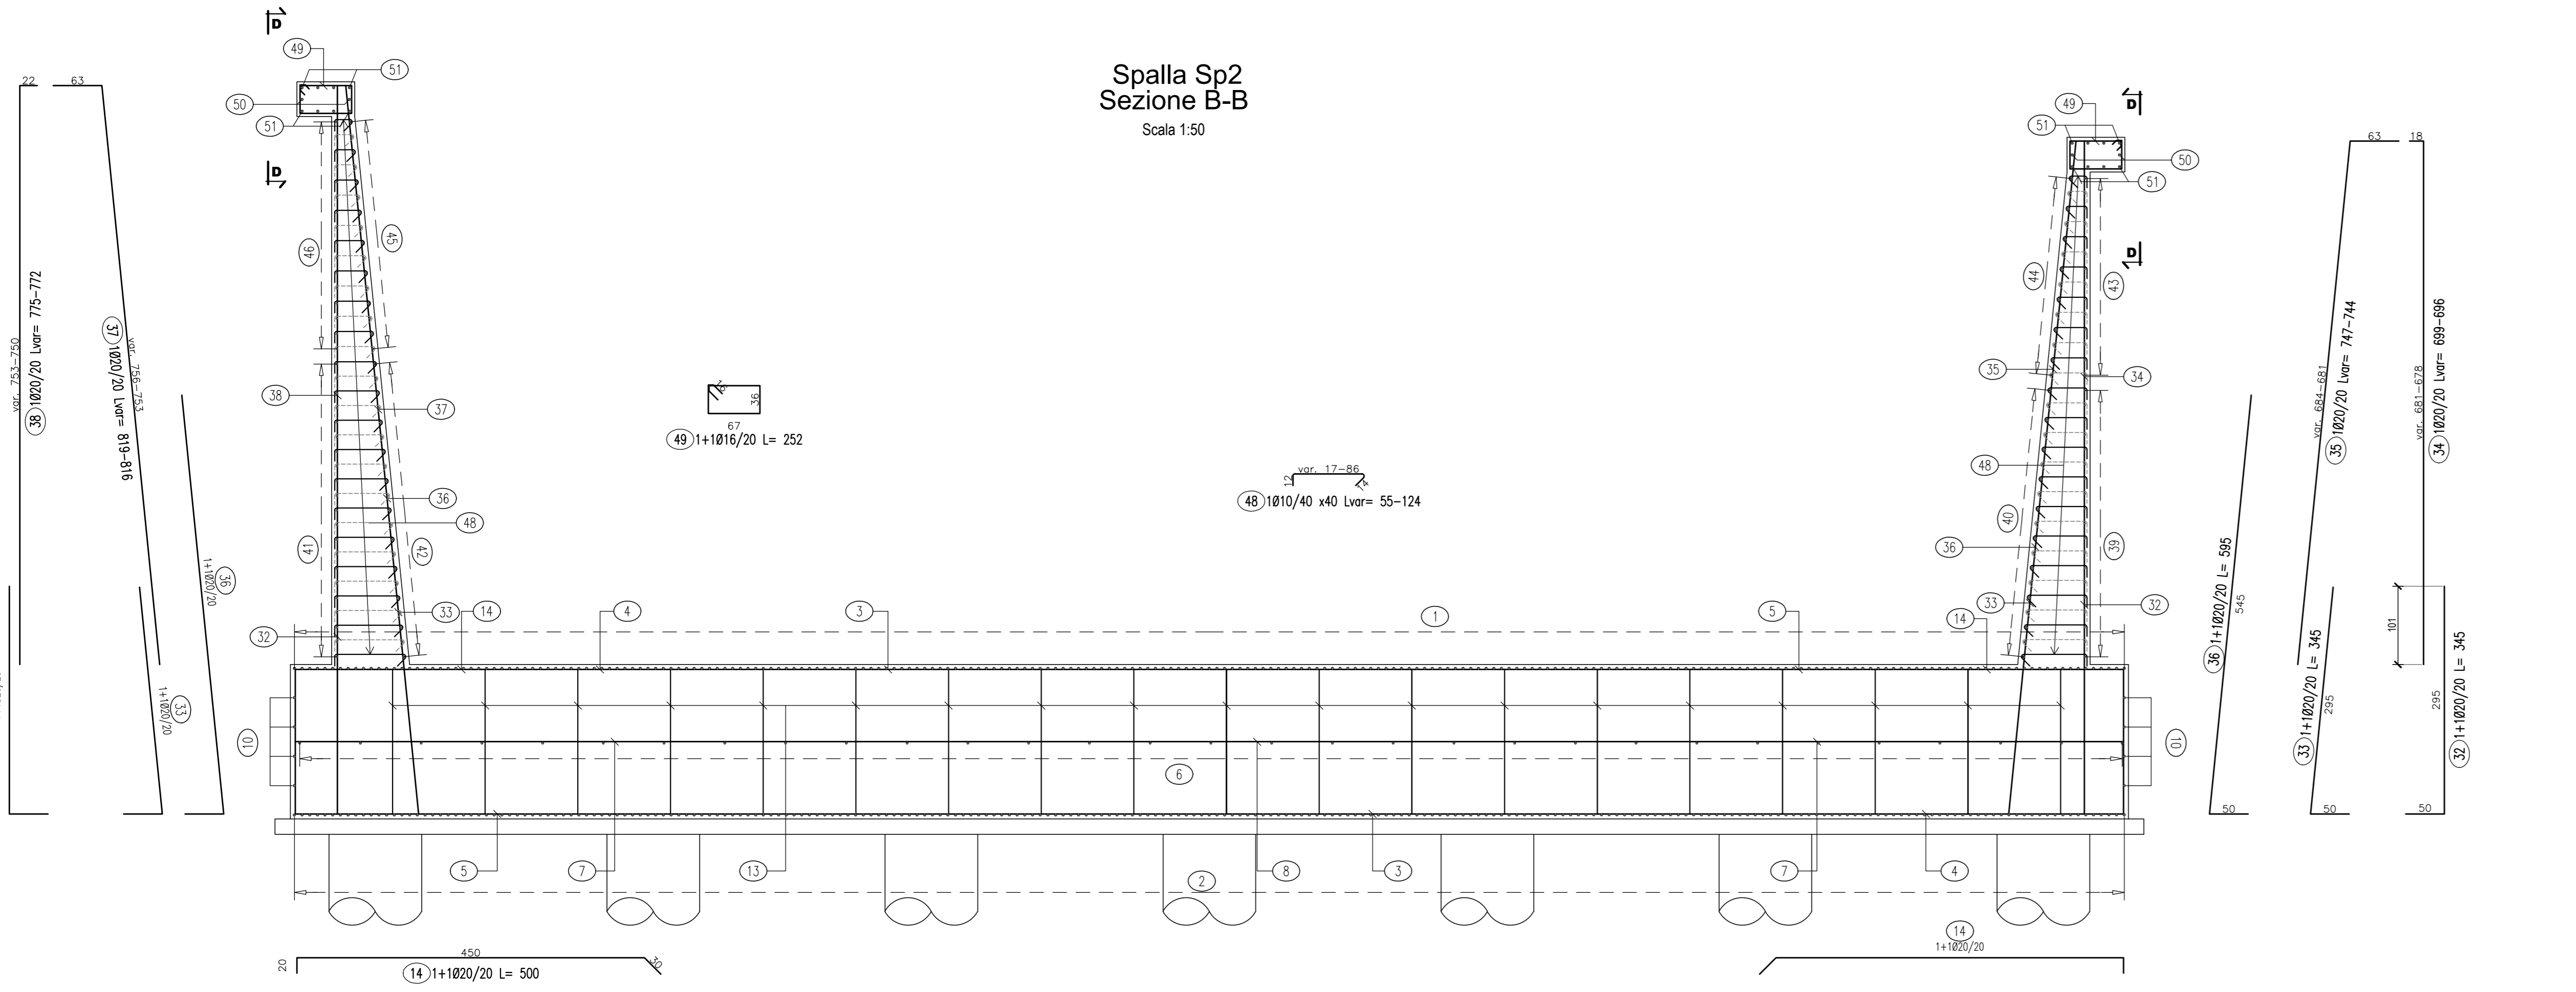 Spalla Sp2
Sezione B-B
Scala 1:50
D
D
D
D
49
51
50
51
46
45
41
42
38
37
36
48
33
32
14
4
3
1
5
14
49
51
50
51
44
43
35
34
48
40
39
36
33
32
10
10
6
5
7
13
2
8
3
7
4
22
63
var. 753-750
38 1Ø20/20 Lvar= 775-772
37 1Ø20/20 Lvar= 819-816
var. 756-753
36
1+1Ø20/20
33
1+1Ø20/20
16
36
67
49 1+1Ø16/20 L= 252
var. 17-86
12
14
48 1Ø10/40 x40 Lvar= 55-124
63
18
var. 684-681
35 1Ø20/20 Lvar= 747-744
var. 681-678
34 1Ø20/20 Lvar= 699-696
36 1+1Ø20/20 L= 595
545
50
33 1+1Ø20/20 L= 345
295
50
101
295
32 1+1Ø20/20 L= 345
50
20
450
30
14 1+1Ø20/20 L= 500
14
1+1Ø20/20